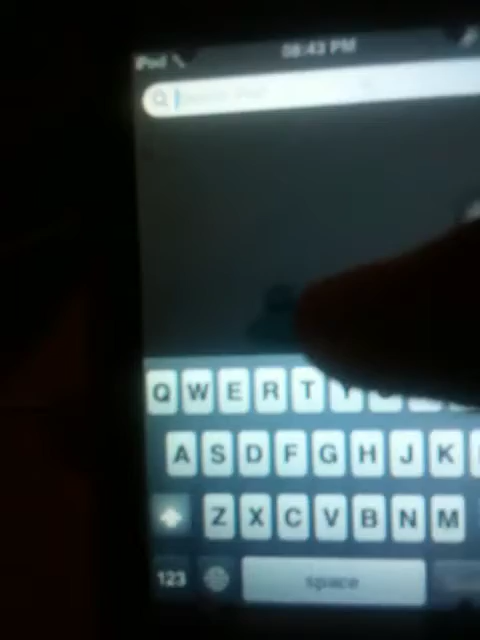 iPod 08:43 PM
Q W E R T Y
A S D F G H J K
Z X C V B N M
123 space